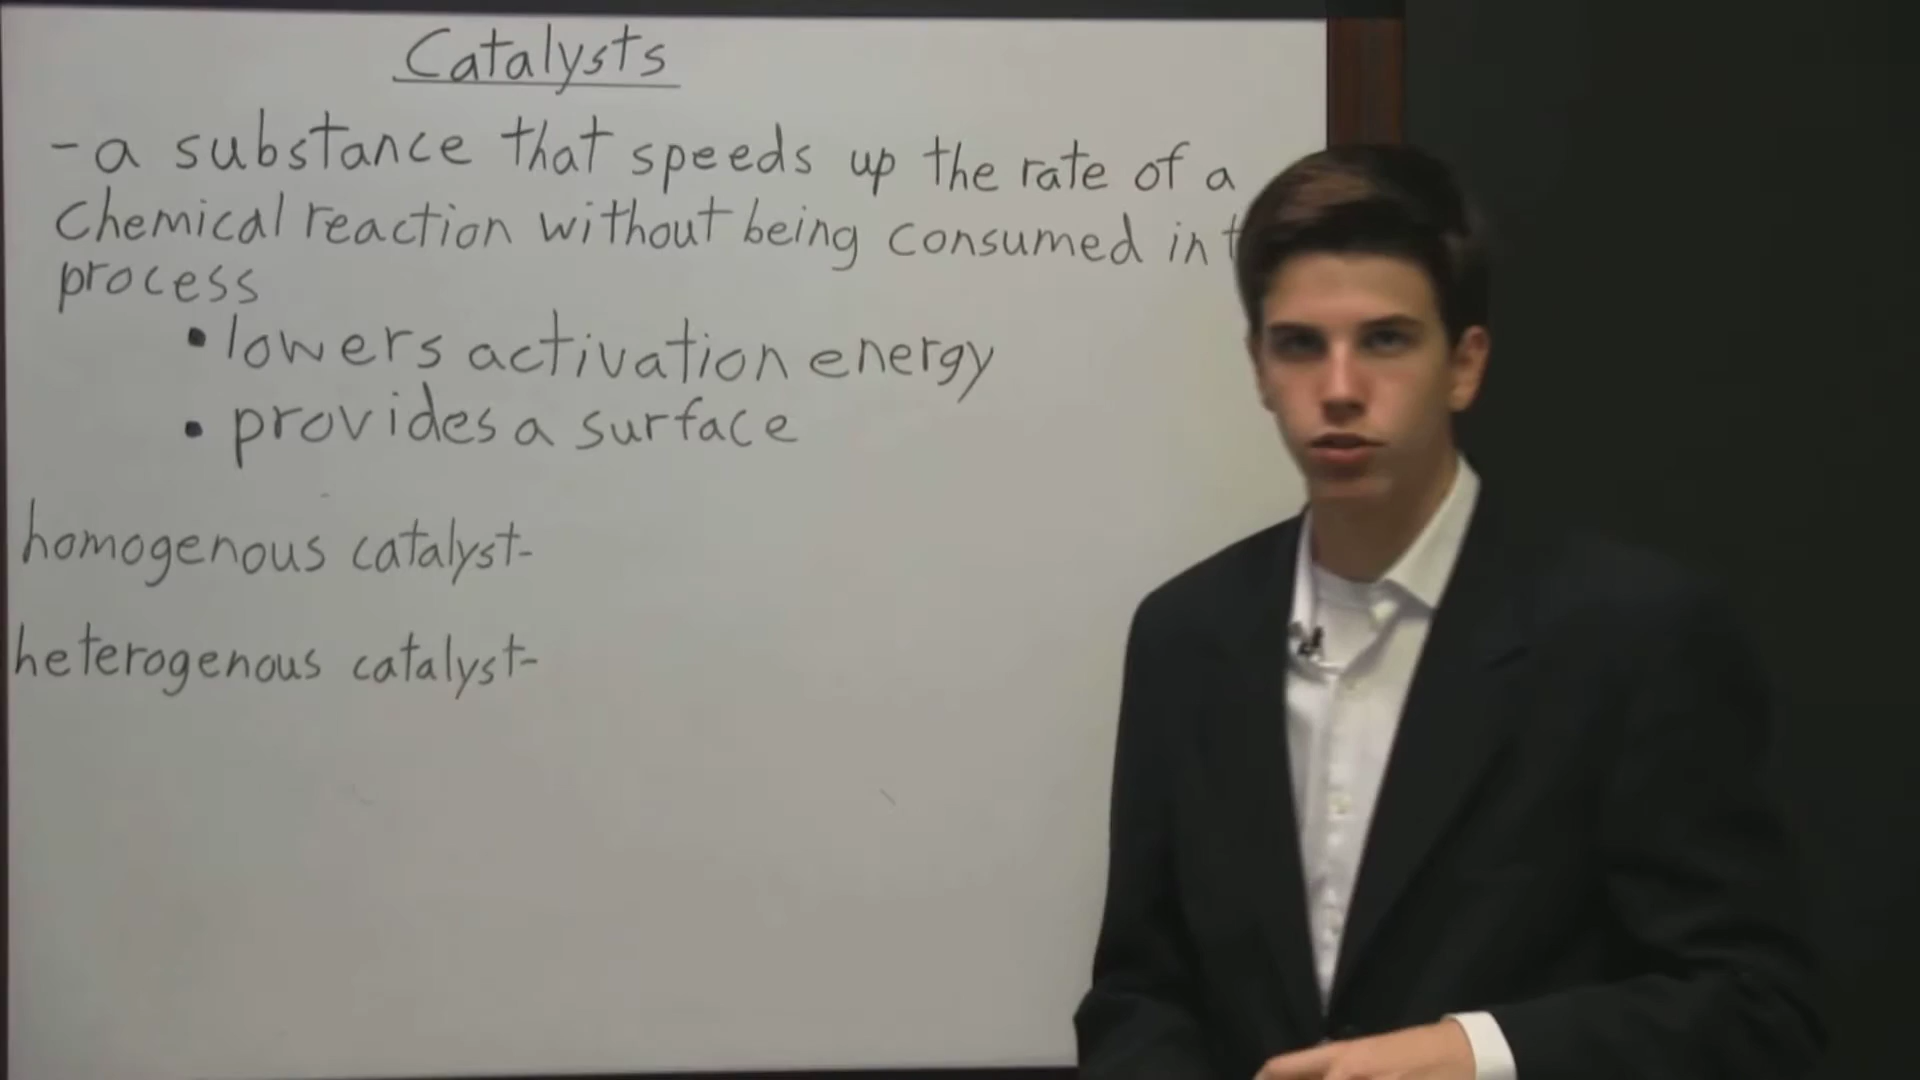 Catalysts
- a substance that speeds up the rate of a
Chemical reaction without being consumed in
process
• lowers activation energy
• provides a surface
homogenous catalyst-
heterogenous catalyst-